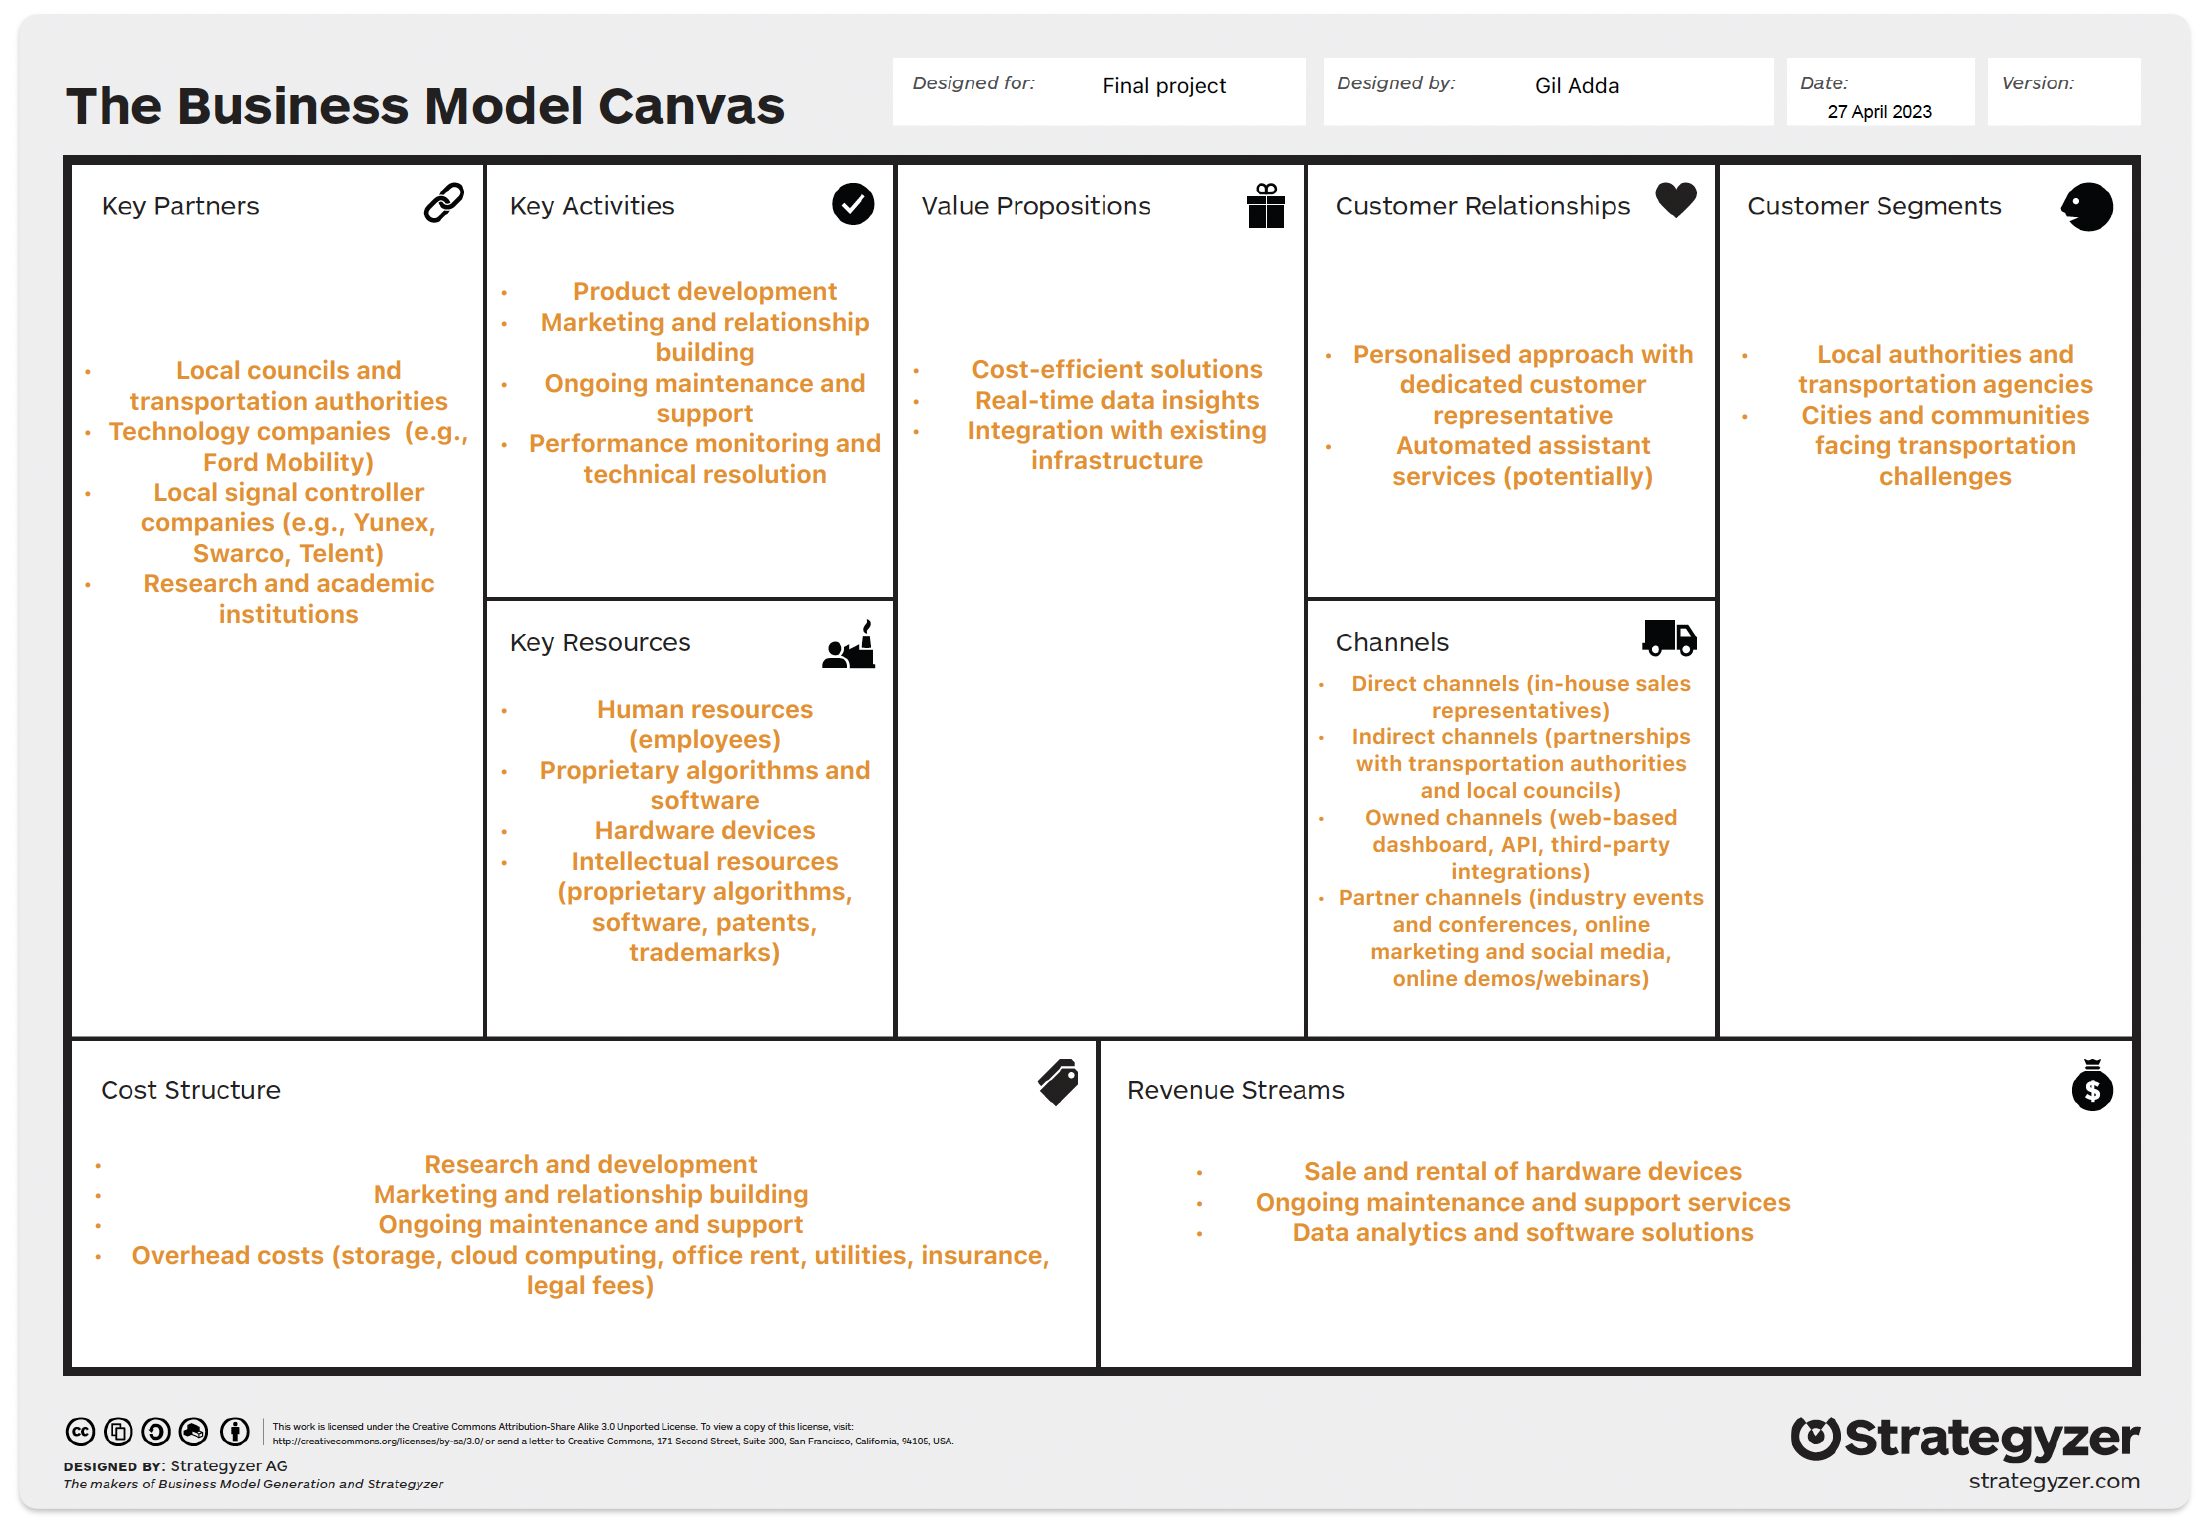 The Business Model Canvas
Designed for:
Final project
Designed by:
Gil Adda
Date:
27 April 2023
Version:
Key Partners
• Local councils and
transportation authorities
• Technology companies (e.g.,
Ford Mobility)
• Local signal controller
companies (e.g., Yunex,
Swarco, Telent)
• Research and academic
institutions
Key Activities
• Product development
• Marketing and relationship
building
• Ongoing maintenance and
support
• Performance monitoring and
technical resolution
Key Resources
• Human resources
(employees)
• Proprietary algorithms and
software
• Hardware devices
• Intellectual resources
(proprietary algorithms,
software, patents,
trademarks)
Value Propositions
• Cost-efficient solutions
• Real-time data insights
• Integration with existing
infrastructure
Customer Relationships
• Personalised approach with
dedicated customer
representative
• Automated assistant
services (potentially)
Channels
• Direct channels (in-house sales
representatives)
• Indirect channels (partnerships
with transportation authorities
and local councils)
• Owned channels (web-based
dashboard, API, third-party
integrations)
• Partner channels (industry events
and conferences, online
marketing and social media,
online demos/webinars)
Customer Segments
• Local authorities and
transportation agencies
• Cities and communities
facing transportation
challenges
Cost Structure
• Research and development
• Marketing and relationship building
• Ongoing maintenance and support
• Overhead costs (storage, cloud computing, office rent, utilities, insurance,
legal fees)
Revenue Streams
$
• Sale and rental of hardware devices
• Ongoing maintenance and support services
• Data analytics and software solutions
cc
This work is licensed under the Creative Commons Attribution-Share Alike 3.0 Unported License. To view a copy of this license, visit:
http://creativecommons.org/licenses/by-sa/3.0/ or send a letter to Creative Commons, 171 Second Street, Suite 300, San Francisco, California, 94105, USA.
DESIGNED BY: Strategyzer AG
The makers of Business Model Generation and Strategyzer
Strategyzer
strategyzer.com